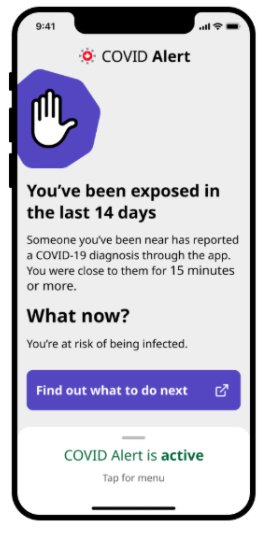 9:41
COVID Alert
You've been exposed in
the last 14 days
Someone you've been near has reported
a COVID-19 diagnosis through the app.
You were close to them for 15 minutes
or more.
What now?
You're at risk of being infected.
Find out what to do next
COVID Alert is active
Tap for menu